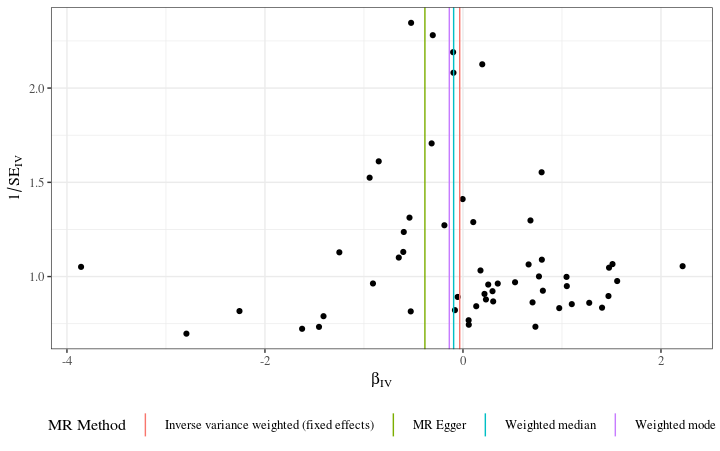 2.0
1.5
1.0
1/SE_IV
-4 -2 0 2
β_IV
MR Method Inverse variance weighted (fixed effects) MR Egger Weighted median Weighted mode